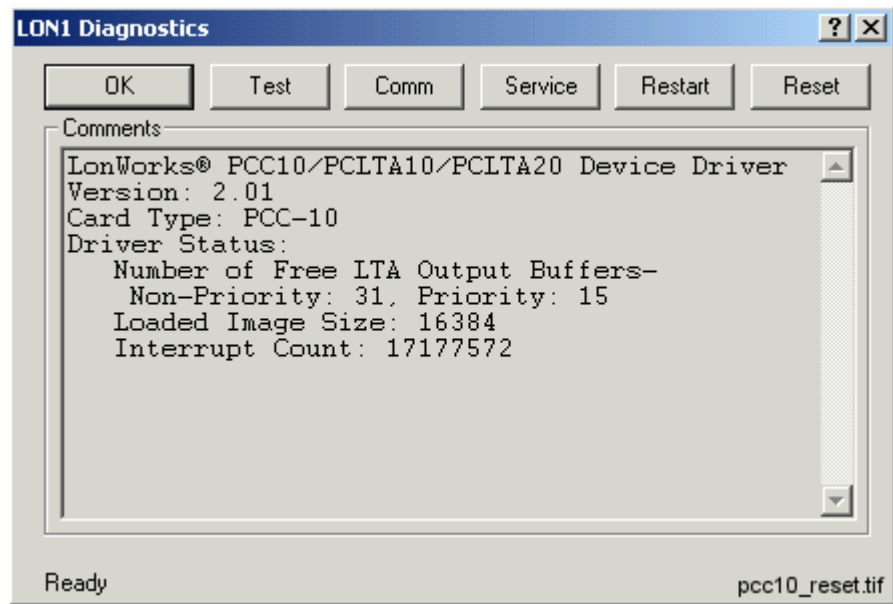 LON1 Diagnostics
OK Test Comm Service Restart Reset
Comments
LonWorks® PCC10/PCLTA10/PCLTA20 Device Driver
Version: 2.01
Card Type: PCC-10
Driver Status:
Number of Free LTA Output Buffers-
Non-Priority: 31, Priority: 15
Loaded Image Size: 16384
Interrupt Count: 17177572
Ready
pcc10_reset.tif